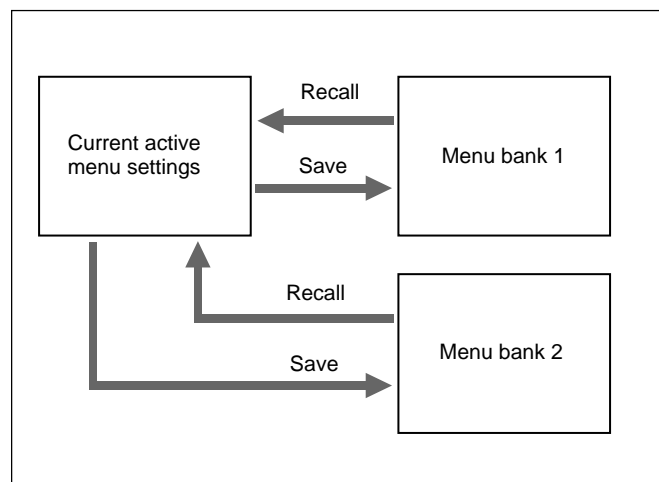 Recall
Current active
menu settings
Menu bank 1
Save
Recall
Menu bank 2
Save